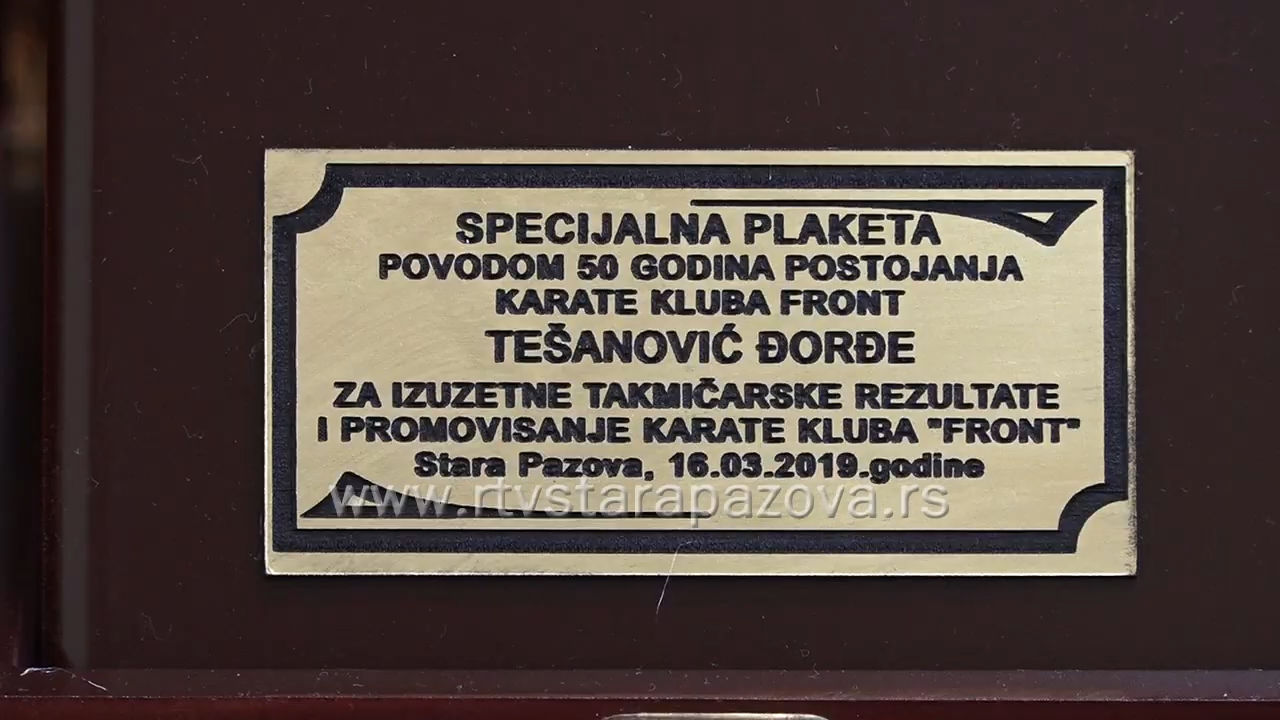 SPECIJALNA PLAKETA
POVODOM 50 GODINA POSTOJANJA
KARATE KLUBA FRONT
TEŠANOVIĆ ĐORĐE
ZA IZUZETNE TAKMIČARSKE REZULTATE
I PROMOVISANJE KARATE KLUBA "FRONT"
Stara Pazova, 16.03.2019.godine
www.rtvstarapazova.rs